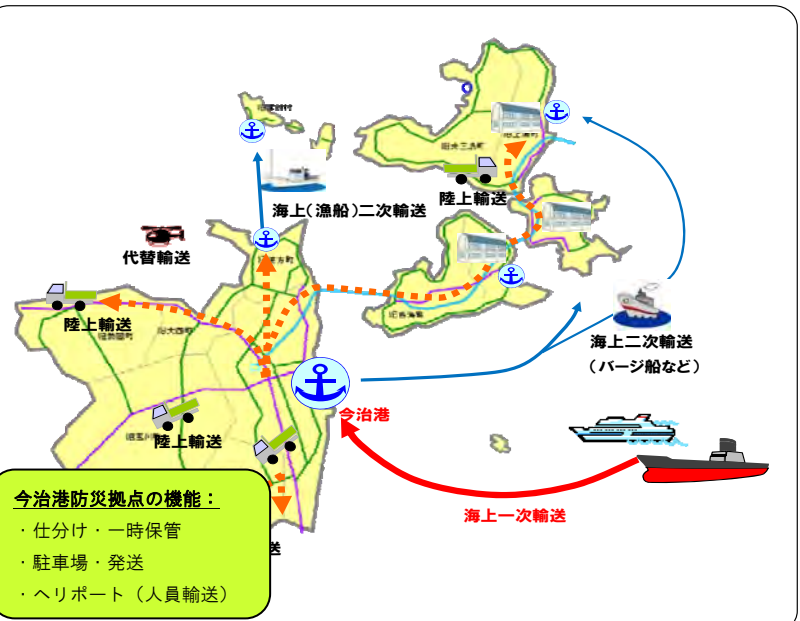 海上(漁船)二次輸送
陸上輸送
代替輸送
陸上輸送
海上二次輸送
(バージ船など)
今治港
陸上輸送
海上一次輸送
送
今治港防災拠点の機能：
・仕分け・一時保管
・駐車場・発送
・ヘリポート（人員輸送）